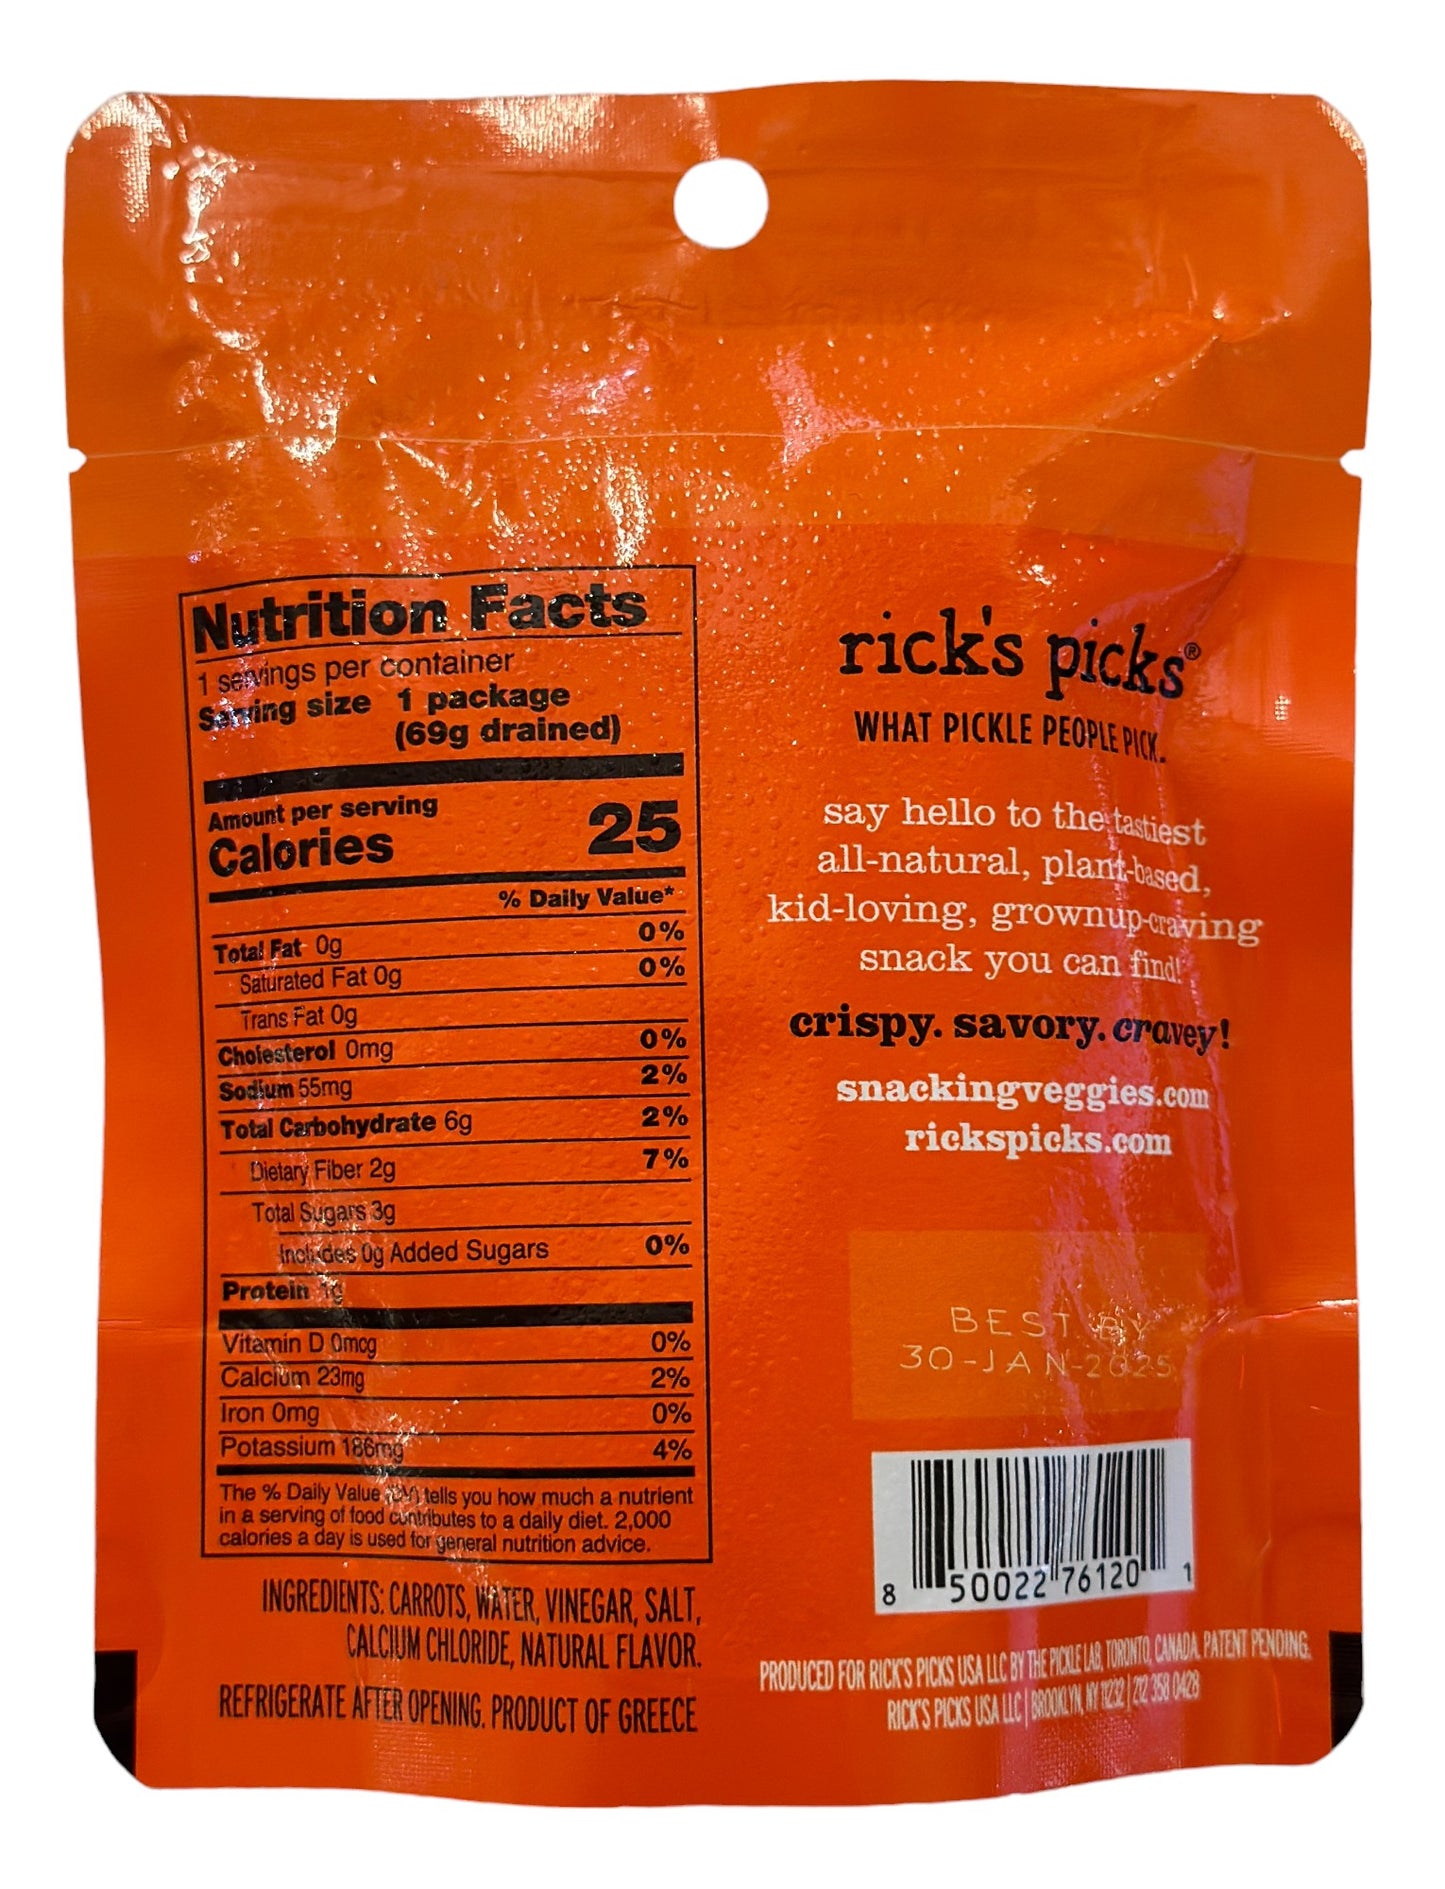 Nutrition Facts
1 servings per container
Serving size 1 package
(69g drained)
Amount per serving
Calories 25
% Daily Value*
Total Fat 0g 0%
Saturated Fat 0g 0%
Trans Fat 0g
Cholesterol 0mg 0%
Sodium 55mg 2%
Total Carbohydrate 6g 2%
Dietary Fiber 2g 7%
Total Sugars 3g
Includes 0g Added Sugars 0%
Protein 1g
Vitamin D 0mcg 0%
Calcium 23mg 2%
Iron 0mg 0%
Potassium 186mg 4%
The % Daily Value (DV) tells you how much a nutrient
in a serving of food contributes to a daily diet. 2,000
calories a day is used for general nutrition advice.
INGREDIENTS: CARROTS, WATER, VINEGAR, SALT,
CALCIUM CHLORIDE, NATURAL FLAVOR.
REFRIGERATE AFTER OPENING. PRODUCT OF GREECE
rick's picks®
WHAT PICKLE PEOPLE PICK.
say hello to the tastiest
all-natural, plant-based,
kid-loving, grownup-craving
snack you can find!
crispy. savory. cravey!
snackingveggies.com
rickspicks.com
BEST BY
30-JAN-2025
8 50022 76120 1
PRODUCED FOR RICK'S PICKS USA LLC BY THE PICKLE LAB, TORONTO, CANADA. PATENT PENDING.
RICK'S PICKS USA LLC | BROOKLYN, NY 11232 | 212 358 0428